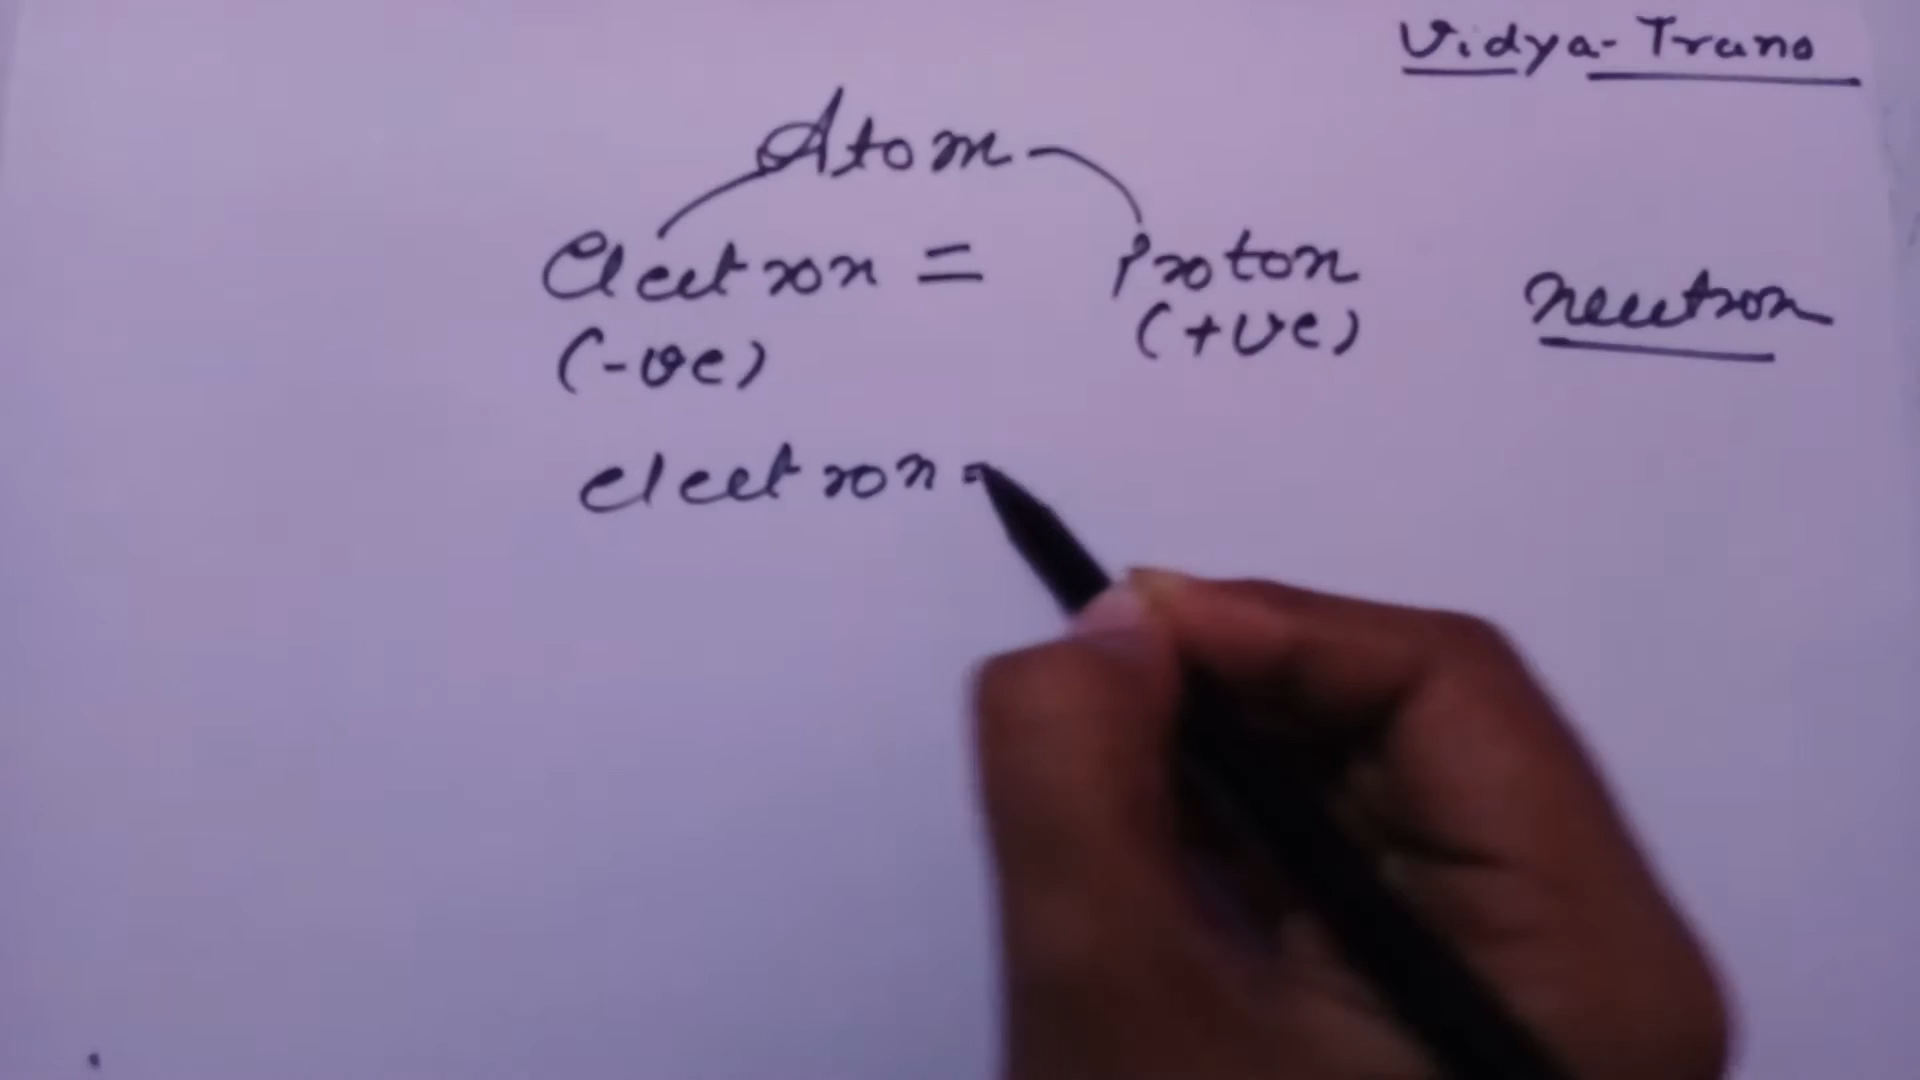 Vidya-Trans
Atom
Electron = Proton neutron
(-ve) (+ve)
electron =